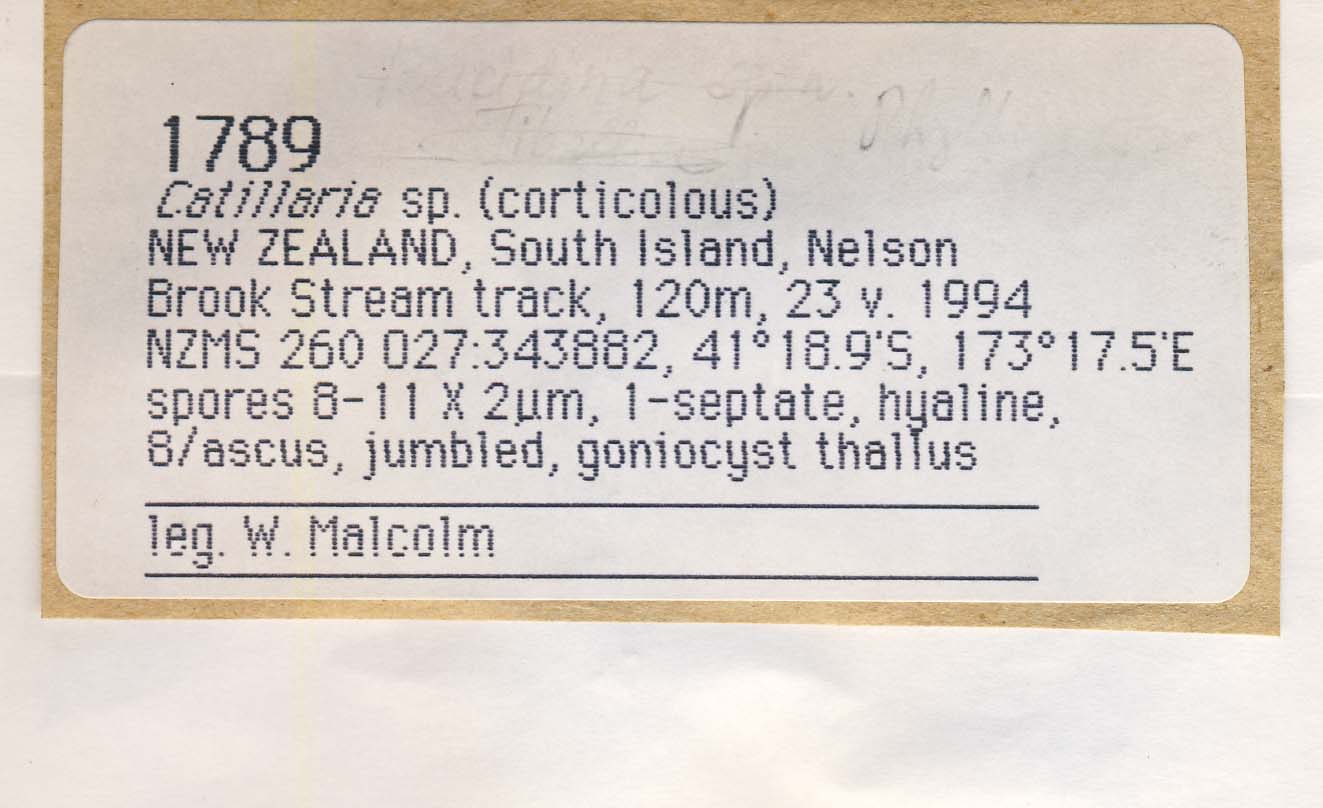 1789
Catillaria sp. (corticolous)
NEW ZEALAND, South Island, Nelson
Brook Stream track, 120m, 23 v. 1994
NZMS 260 027:343882, 41°18.9'S, 173°17.5'E
spores 8-11 X 2µm, 1-septate, hyaline,
8/ascus, jumbled, goniocyst thallus
leg. W. Malcolm